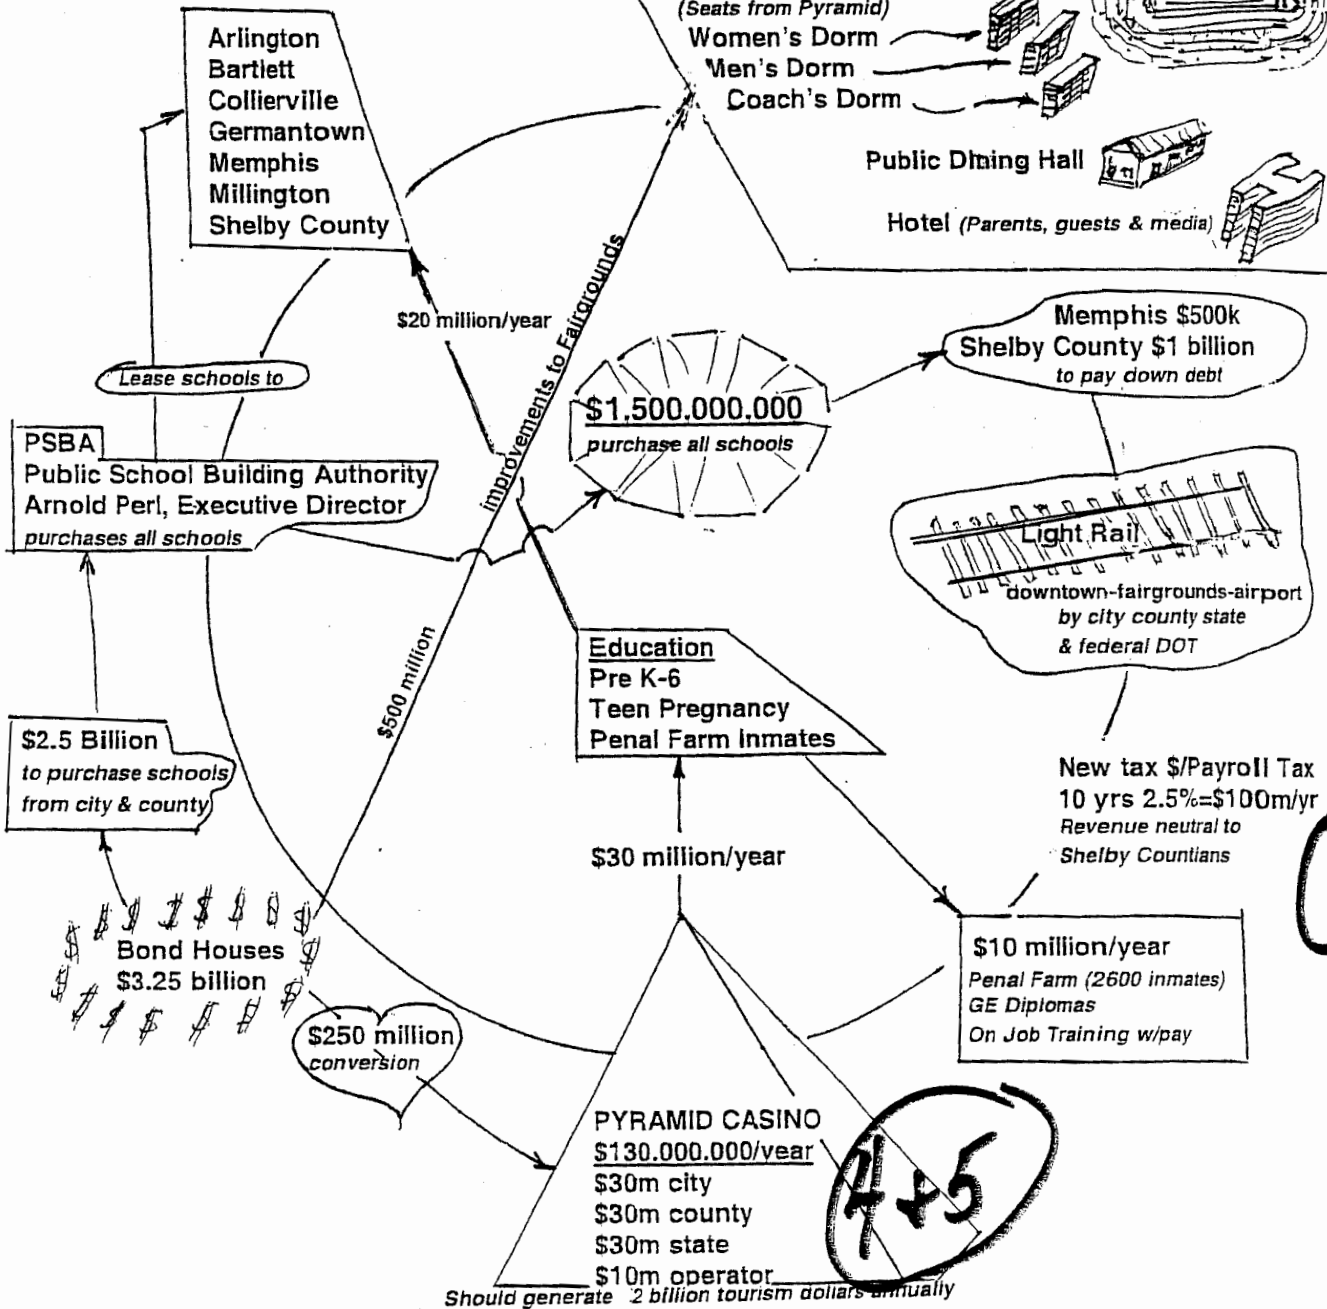 (Seats from Pyramid)
Women's Dorm
Men's Dorm
Coach's Dorm
Public Dining Hall
Hotel (Parents, guests & media)
Arlington
Bartlett
Collierville
Germantown
Memphis
Millington
Shelby County
$20 million/year
improvements to Fairgrounds
Lease schools to
Memphis $500k
Shelby County $1 billion
to pay down debt
$1.500.000.000
purchase all schools
PSBA
Public School Building Authority
Arnold Perl, Executive Director
purchases all schools
Light Rail
downtown-fairgrounds-airport
by city county state
& federal DOT
$500 million
Education
Pre K-6
Teen Pregnancy
Penal Farm Inmates
$2.5 Billion
to purchase schools
from city & county
New tax $/Payroll Tax
10 yrs 2.5%=$100m/yr
Revenue neutral to
Shelby Countians
$30 million/year
Bond Houses
$3.25 billion
$10 million/year
Penal Farm (2600 inmates)
GE Diplomas
On Job Training w/pay
$250 million
conversion
PYRAMID CASINO
$130.000.000/year
$30m city
$30m county
$30m state
$10m operator
Should generate 2 billion tourism dollars annually
4+5